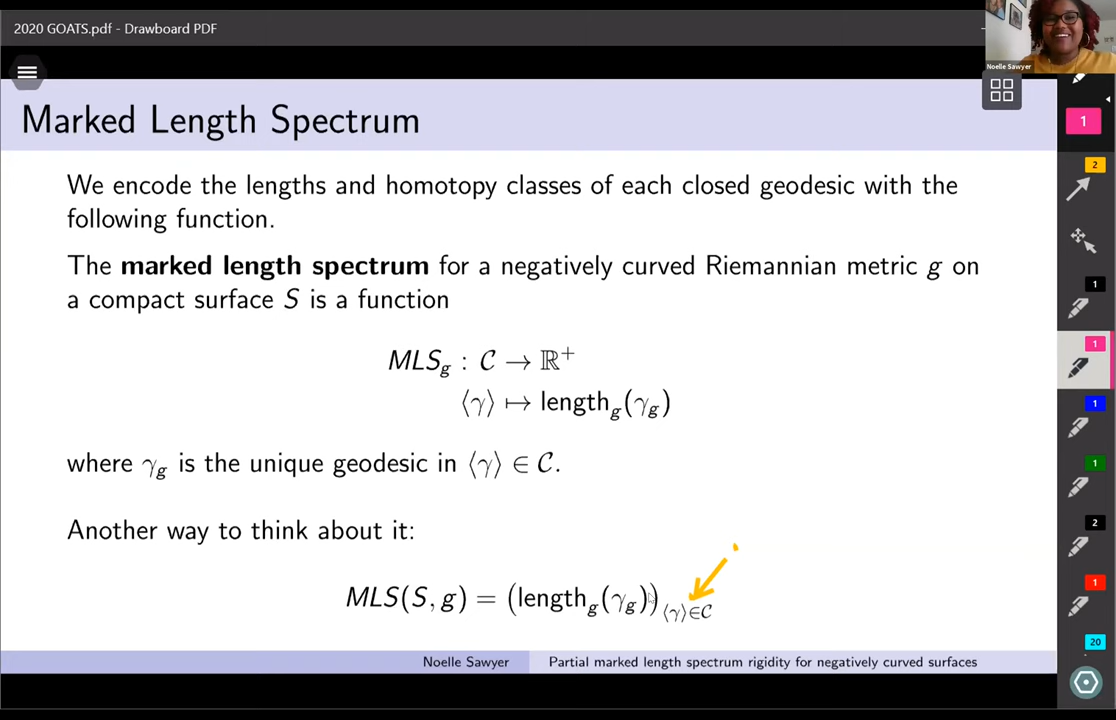 2020 GOATS.pdf - Drawboard PDF
Noelle Sawyer
Marked Length Spectrum
We encode the lengths and homotopy classes of each closed geodesic with the
following function.
The marked length spectrum for a negatively curved Riemannian metric g on
a compact surface S is a function
MLS_g : 𝒞 → ℝ⁺
⟨γ⟩ ↦ length_g(γ_g)
where γ_g is the unique geodesic in ⟨γ⟩ ∈ 𝒞.
Another way to think about it:
MLS(S, g) = (length_g(γ_g))_⟨γ⟩∈𝒞
Noelle Sawyer
Partial marked length spectrum rigidity for negatively curved surfaces
1
2
1
1
1
1
2
1
20